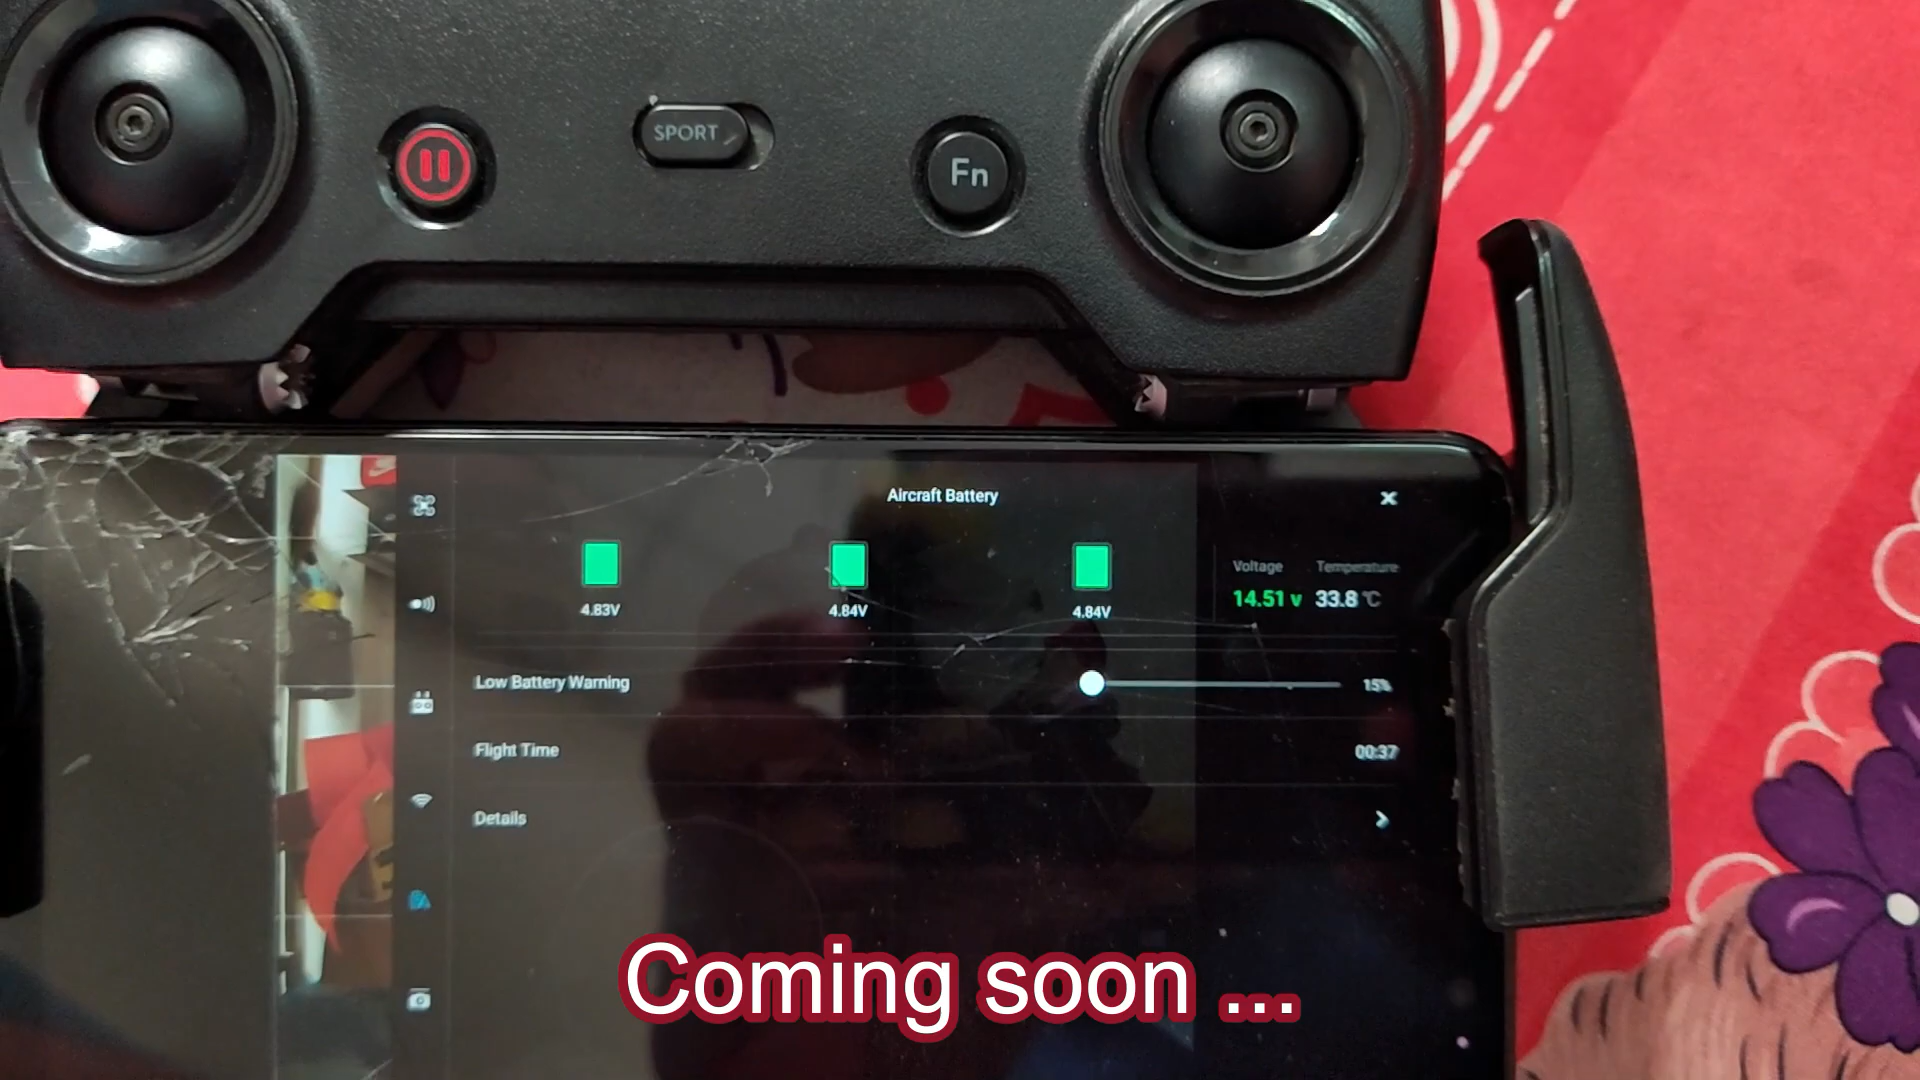 SPORT
Fn
Aircraft Battery
4.83V
4.84V
4.84V
Voltage
Temperature
14.51 v
33.8 °C
Low Battery Warning
15%
Flight Time
00:37
Details
Coming soon ...